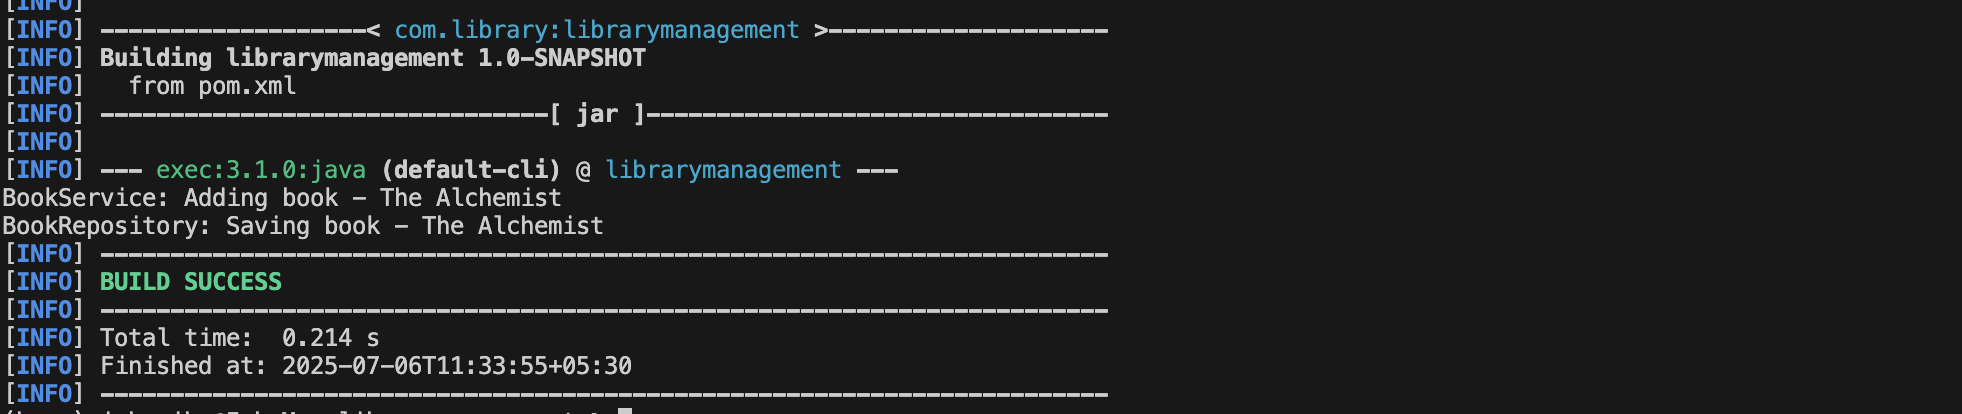 [INFO]
[INFO] -------------------< com.library:librarymanagement >--------------------
[INFO] Building librarymanagement 1.0-SNAPSHOT
[INFO]   from pom.xml
[INFO] --------------------------------[ jar ]---------------------------------
[INFO]
[INFO] --- exec:3.1.0:java (default-cli) @ librarymanagement ---
BookService: Adding book - The Alchemist
BookRepository: Saving book - The Alchemist
[INFO] ------------------------------------------------------------------------
[INFO] BUILD SUCCESS
[INFO] ------------------------------------------------------------------------
[INFO] Total time:  0.214 s
[INFO] Finished at: 2025-07-06T11:33:55+05:30
[INFO] ------------------------------------------------------------------------